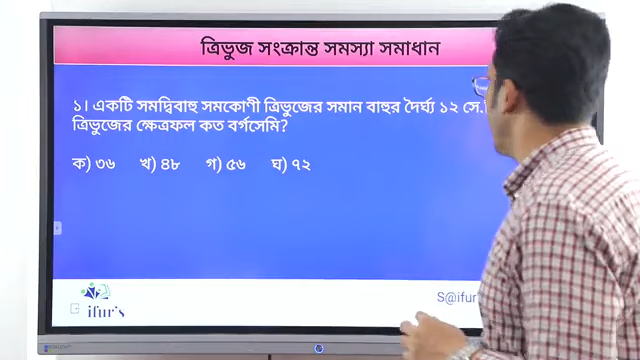 ত্রিভুজ সংক্রান্ত সমস্যা সমাধান
১। একটি সমদ্বিবাহু সমকোণী ত্রিভুজের সমান বাহুর দৈর্ঘ্য ১২ সে.
ত্রিভুজের ক্ষেত্রফল কত বর্গসেমি?
ক) ৩৬ খ) ৪৮ গ) ৫৬ ঘ) ৭২
ifur's
S@ifur'